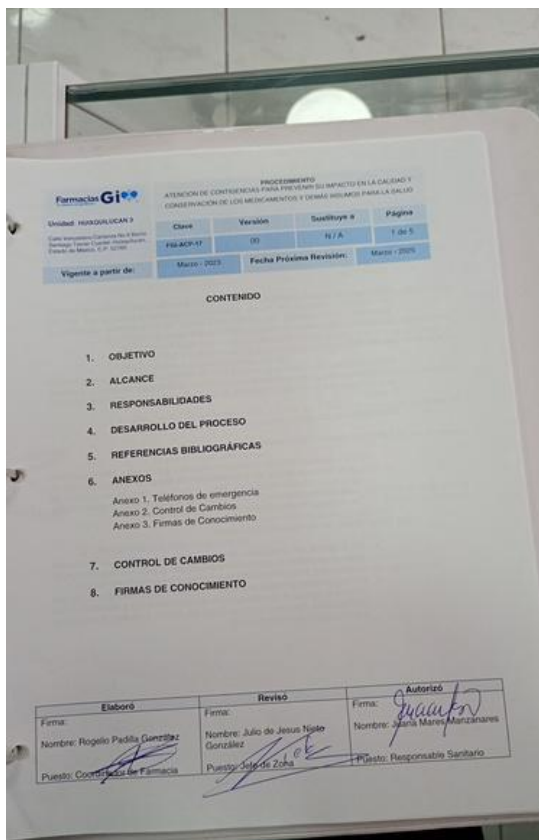 PROCEDIMIENTO
ATENCIÓN DE CONTIGENCIAS PARA PREVENIR SU IMPACTO EN LA CALIDAD Y
CONSERVACIÓN DE LOS MEDICAMENTOS Y DEMÁS INSUMOS PARA LA SALUD
Farmacias Gi
Unidad: HUIXQUILUCAN 3
Clave Versión Sustituye a Página
00 N / A 1 de 5
Vigente a partir de: Marzo - 2023 Fecha Próxima Revisión: Marzo - 2025
CONTENIDO
1. OBJETIVO
2. ALCANCE
3. RESPONSABILIDADES
4. DESARROLLO DEL PROCESO
5. REFERENCIAS BIBLIOGRÁFICAS
6. ANEXOS
Anexo 1. Teléfonos de emergencia
Anexo 2. Control de Cambios
Anexo 3. Firmas de Conocimiento
7. CONTROL DE CAMBIOS
8. FIRMAS DE CONOCIMIENTO
Elaboró Revisó Autorizó
Firma: Firma: Firma:
Nombre: Rogelio Padilla González Nombre: Julio de Jesus Nieto González Nombre: Juana Mares Manzanares
Puesto: Coordinador de Farmacia Puesto: Jefe de Zona Puesto: Responsable Sanitario